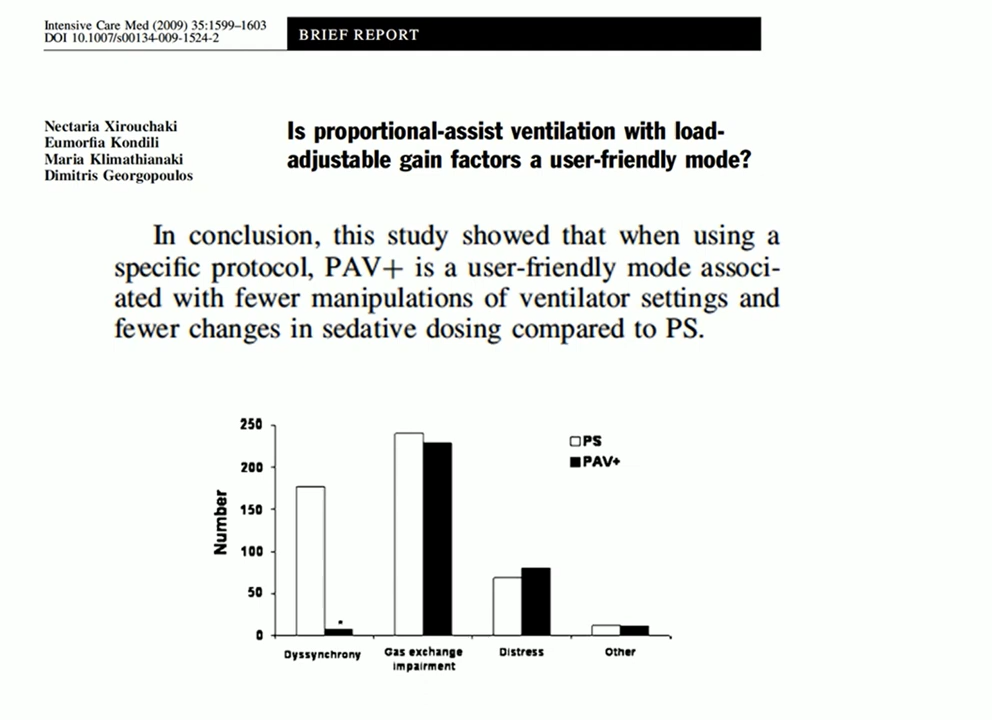 Intensive Care Med (2009) 35:1599–1603
DOI 10.1007/s00134-009-1524-2
BRIEF REPORT
Nectaria Xirouchaki
Eumorfia Kondili
Maria Klimathianaki
Dimitris Georgopoulos
Is proportional-assist ventilation with load-
adjustable gain factors a user-friendly mode?
In conclusion, this study showed that when using a
specific protocol, PAV+ is a user-friendly mode associ-
ated with fewer manipulations of ventilator settings and
fewer changes in sedative dosing compared to PS.
250
200
150
100
50
0
Number
PS
PAV+
Dyssynchrony
Gas exchange
impairment
Distress
Other